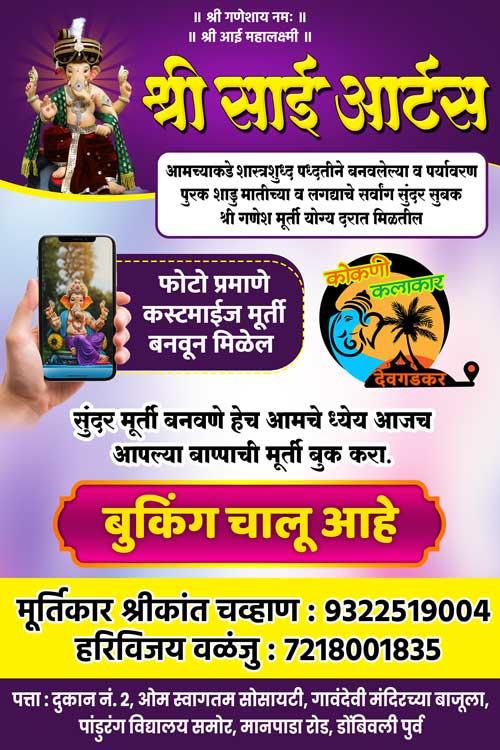 ॥ श्री गणेशाय नमः ॥
॥ श्री आई महालक्ष्मी ॥
श्री साई आर्टस
आमच्याकडे शास्त्रशुध्द पध्दतीने बनवलेल्या व पर्यावरण
पुरक शाडु मातीच्या व लगद्याचे सर्वांग सुंदर सुबक
श्री गणेश मूर्ती योग्य दरात मिळतील
फोटो प्रमाणे
कस्टमाईज मूर्ती
बनवून मिळेल
कोकणी
कलाकार
देवगडकर
सुंदर मूर्ती बनवणे हेच आमचे ध्येय आजच
आपल्या बाप्पाची मूर्ती बुक करा.
बुकिंग चालू आहे
मूर्तिकार श्रीकांत चव्हाण : 9322519004
हरिविजय वळंजु : 7218001835
पत्ता : दुकान नं. 2, ओम स्वागतम सोसायटी, गावंदेवी मंदिरच्या बाजूला,
पांडुरंग विद्यालय समोर, मानपाडा रोड, डोंबिवली पुर्व